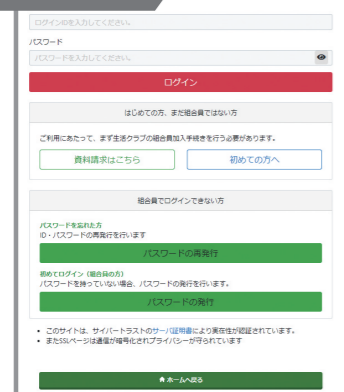 ログインIDを入力してください。
パスワード
パスワードを入力してください。
ログイン
はじめての方、まだ組合員ではない方
ご利用にあたって、まず生活クラブの組合員加入手続きを行う必要があります。
資料請求はこちら
初めての方へ
組合員でログインできない方
パスワードを忘れた方
ID・パスワードの再発行を行います
パスワードの再発行
初めてログイン（組合員の方）
パスワードを持っていない場合、パスワードの発行を行います。
パスワードの発行
• このサイトは、サイバートラストのサーバ証明書により実在性が認証されています。
• またSSLページは通信が暗号化されプライバシーが守られています
ホームへ戻る